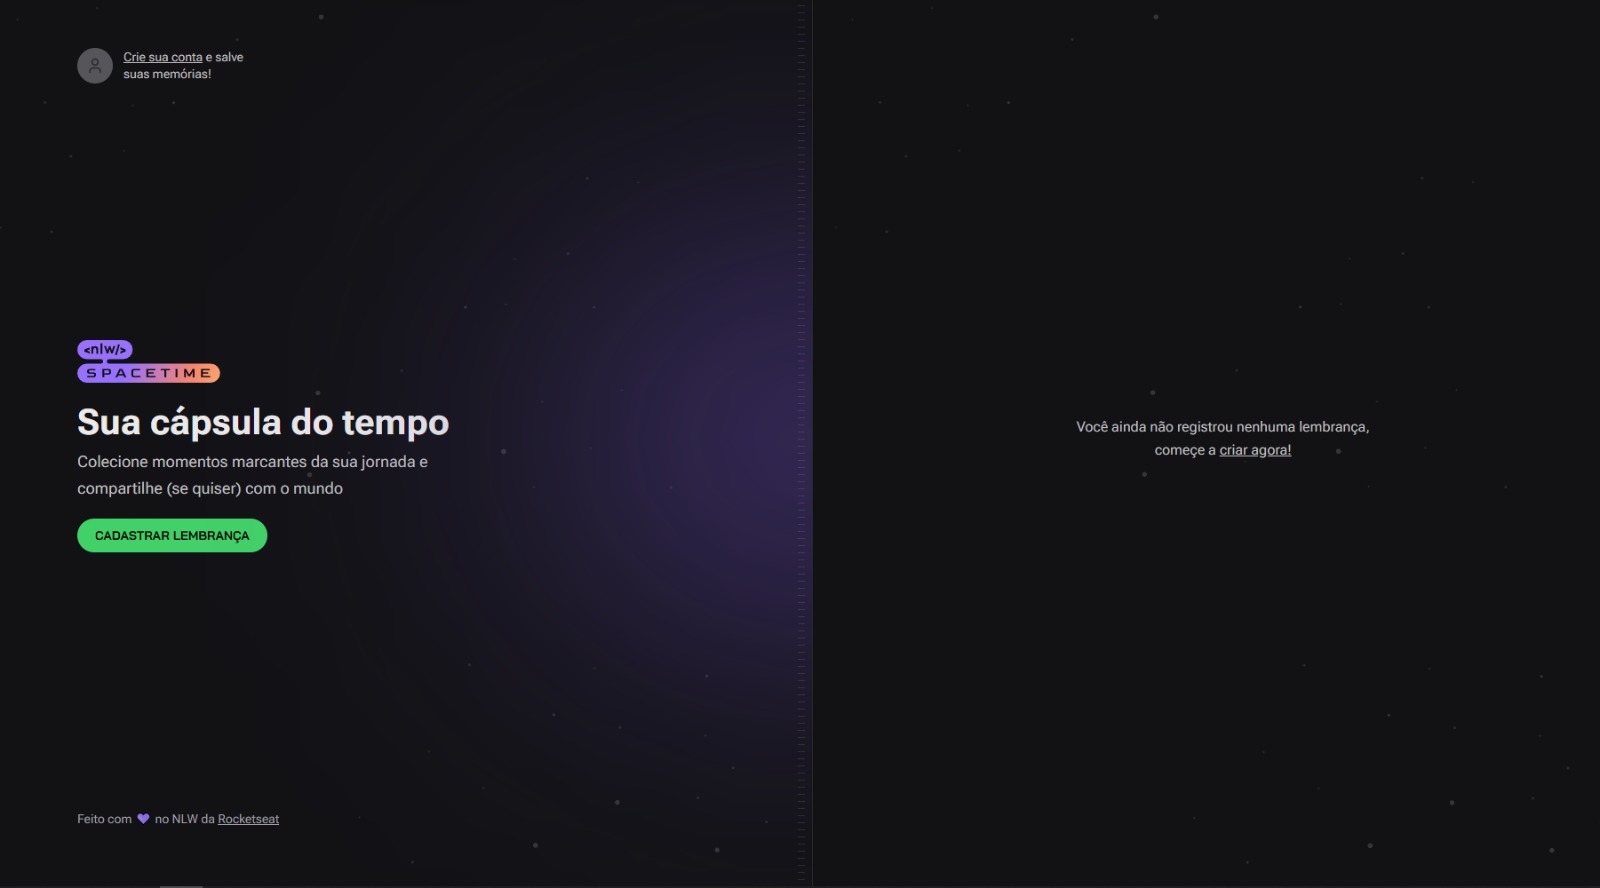 Crie sua conta e salve
suas memórias!
<nlw/>
SPACETIME
Sua cápsula do tempo
Colecione momentos marcantes da sua jornada e
compartilhe (se quiser) com o mundo
CADASTRAR LEMBRANÇA
Feito com 💜 no NLW da Rocketseat
Você ainda não registrou nenhuma lembrança,
começe a criar agora!